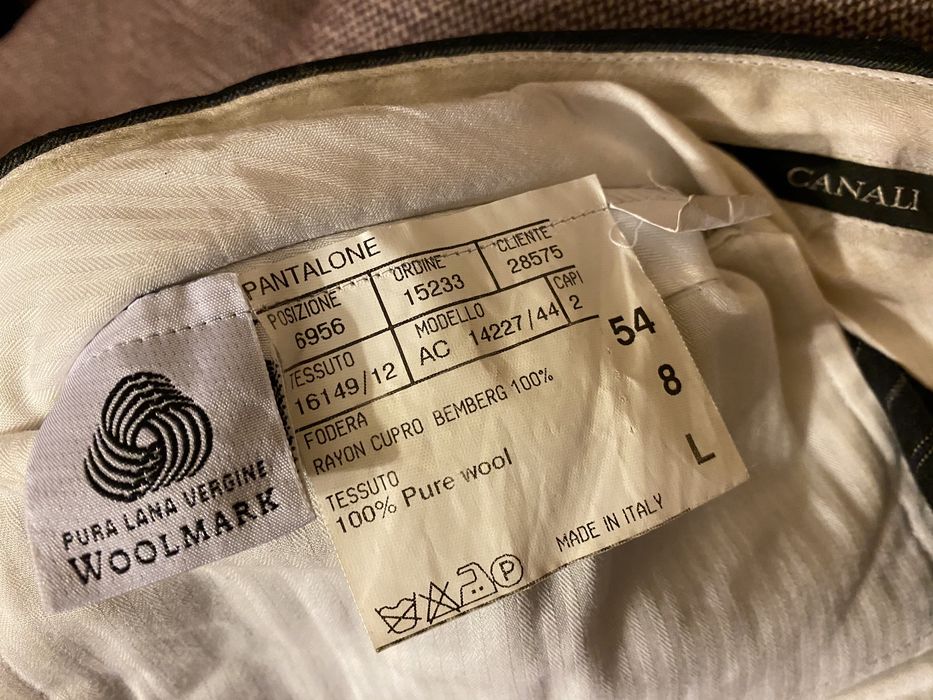 CANALI
PANTALONE
POSIZIONE ORDINE CLIENTE
6956 15233 28575
TESSUTO MODELLO CAPI
16149/12 AC 14227/44 2
FODERA
RAYON CUPRO BEMBERG 100%
TESSUTO
100% Pure wool
54
8
L
P
MADE IN ITALY
PURA LANA VERGINE
WOOLMARK